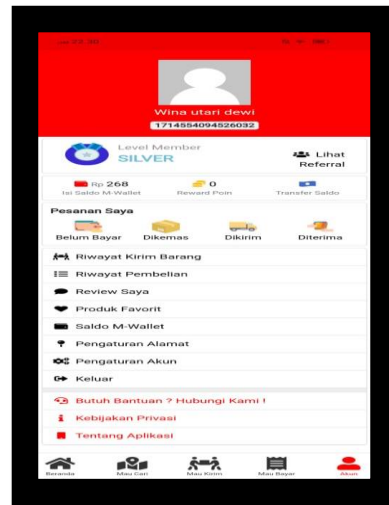 Wina utari dewi
1714554094526032
Level Member
SILVER
Lihat Referral
Rp 268
0
Isi Saldo M-Wallet
Reward Poin
Transfer Saldo
Pesanan Saya
Belum Bayar
Dikemas
Dikirim
Diterima
Riwayat Kirim Barang
Riwayat Pembelian
Review Saya
Produk Favorit
Saldo M-Wallet
Pengaturan Alamat
Pengaturan Akun
Keluar
Butuh Bantuan ? Hubungi Kami !
Kebijakan Privasi
Tentang Aplikasi
Beranda
Mau Cari
Mau Kirim
Mau Bayar
Akun